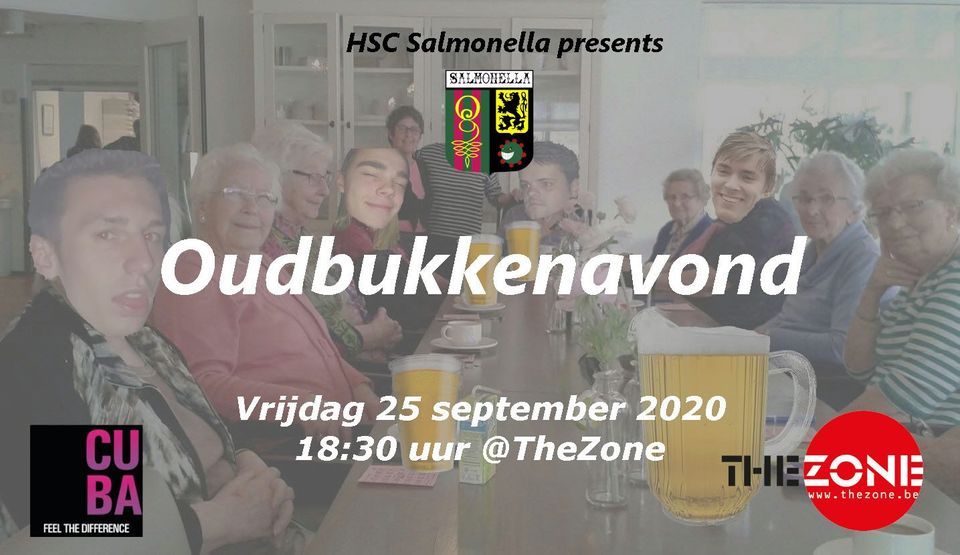 HSC Salmonella presents
SALMONELLA
Oudbukkenavond
Vrijdag 25 september 2020
18:30 uur @TheZone
CU
BA
FEEL THE DIFFERENCE
THEZONE
www.thezone.be